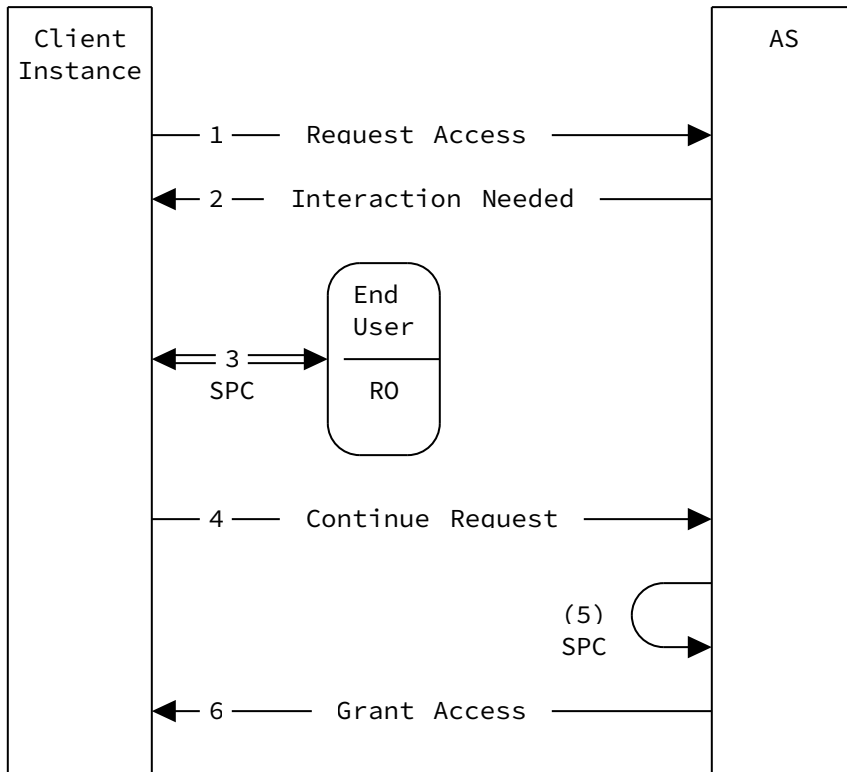 Client
Instance
AS
1 Request Access
2 Interaction Needed
End
User
3
SPC
RO
4 Continue Request
(5)
SPC
6 Grant Access